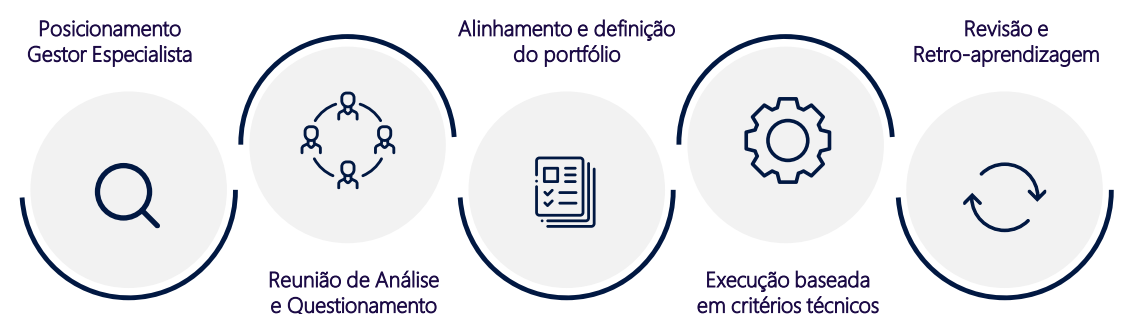 Posicionamento
Gestor Especialista
Reunião de Análise
e Questionamento
Alinhamento e definição
do portfólio
Execução baseada
em critérios técnicos
Revisão e
Retro-aprendizagem